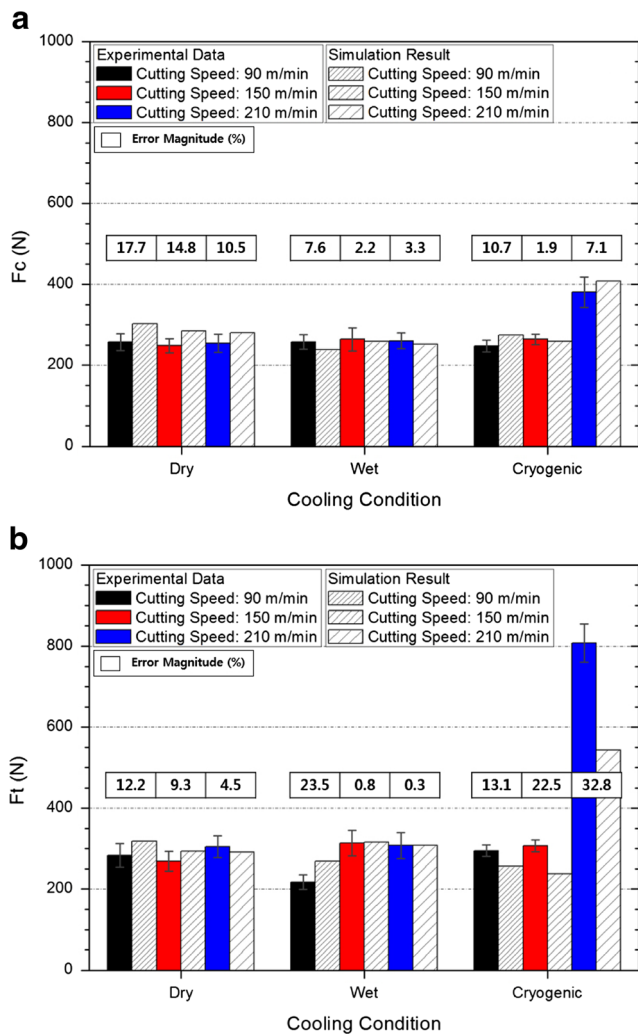 a
1000
800
600
400
200
0
Fc (N)
Experimental Data
Cutting Speed: 90 m/min
Cutting Speed: 150 m/min
Cutting Speed: 210 m/min
Error Magnitude (%)
Simulation Result
Cutting Speed: 90 m/min
Cutting Speed: 150 m/min
Cutting Speed: 210 m/min
17.7 14.8 10.5
7.6 2.2 3.3
10.7 1.9 7.1
Dry Wet Cryogenic
Cooling Condition
b
1000
800
600
400
200
0
Ft (N)
Experimental Data
Cutting Speed: 90 m/min
Cutting Speed: 150 m/min
Cutting Speed: 210 m/min
Error Magnitude (%)
Simulation Result
Cutting Speed: 90 m/min
Cutting Speed: 150 m/min
Cutting Speed: 210 m/min
12.2 9.3 4.5
23.5 0.8 0.3
13.1 22.5 32.8
Dry Wet Cryogenic
Cooling Condition